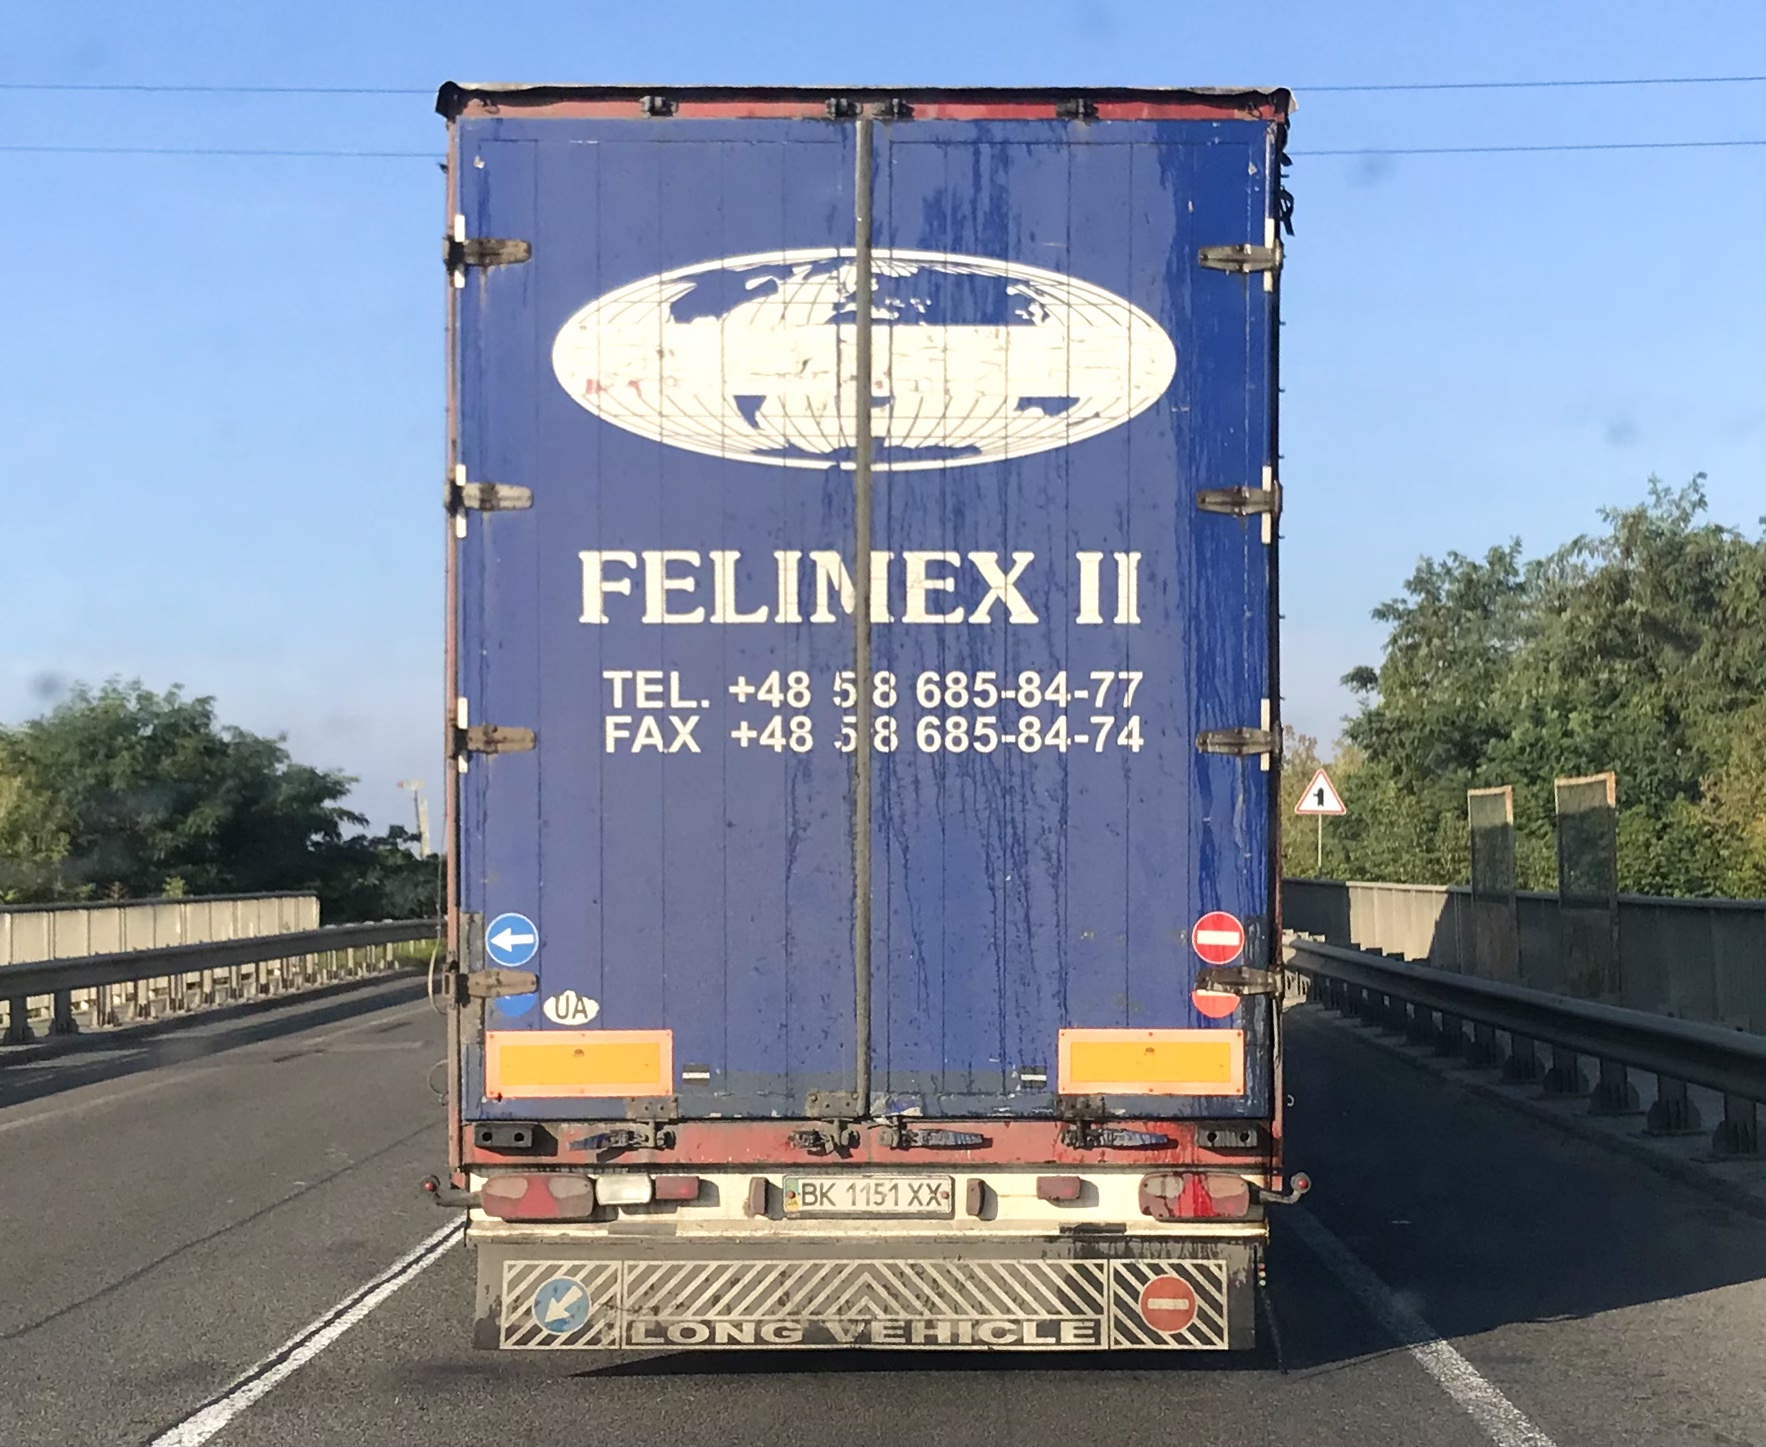 FELIMEX II
TEL. +48 58 685-84-77
FAX +48 58 685-84-74
UA
BK 1151 XX
LONG VEHICLE